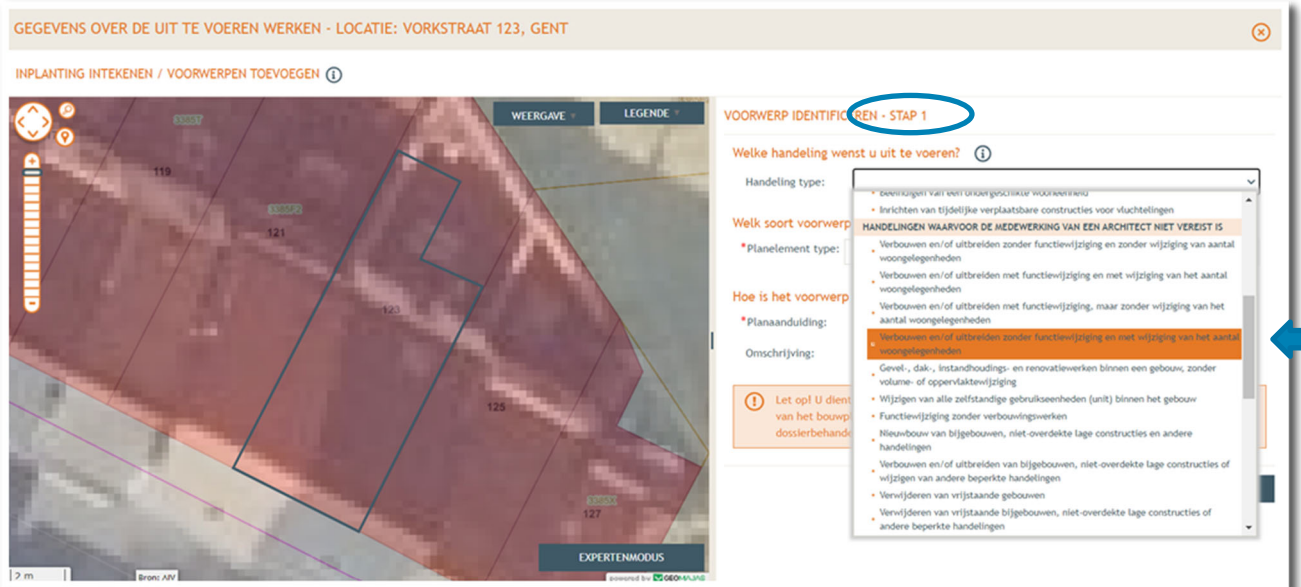 GEGEVENS OVER DE UIT TE VOEREN WERKEN - LOCATIE: VORKSTRAAT 123, GENT
INPLANTING INTEKENEN / VOORWERPEN TOEVOEGEN
WEERGAVE
LEGENDE
3385T
119
3385F2
121
123
125
127
2 m
Bron: AIV
EXPERTENMODUS
powered by GEOMAJAS
VOORWERP IDENTIFICEREN - STAP 1
Welke handeling wenst u uit te voeren?
Handeling type:
Beëindigen van een ondergeschikte wooneenheid
Inrichten van tijdelijke verplaatsbare constructies voor vluchtelingen
HANDELINGEN WAARVOOR DE MEDEWERKING VAN EEN ARCHITECT NIET VEREIST IS
Verbouwen en/of uitbreiden zonder functiewijziging en zonder wijziging van aantal
woongelegenheden
Verbouwen en/of uitbreiden met functiewijziging en met wijziging van het aantal
woongelegenheden
Verbouwen en/of uitbreiden met functiewijziging, maar zonder wijziging van het
aantal woongelegenheden
Verbouwen en/of uitbreiden zonder functiewijziging en met wijziging van het aantal
woongelegenheden
Gevel-, dak-, instandhoudings- en renovatiewerken binnen een gebouw, zonder
volume- of oppervlaktewijziging
Wijzigen van alle zelfstandige gebruikseenheden (unit) binnen het gebouw
Functiewijziging zonder verbouwingswerken
Nieuwbouw van bijgebouwen, niet-overdekte lage constructies en andere
handelingen
Verbouwen en/of uitbreiden van bijgebouwen, niet-overdekte lage constructies of
wijzigen van andere beperkte handelingen
Verwijderen van vrijstaande gebouwen
Verwijderen van vrijstaande bijgebouwen, niet-overdekte lage constructies of
andere beperkte handelingen
Welk soort voorwerp
*Planelement type:
Hoe is het voorwerp
*Planaanduiding:
Omschrijving:
Let op! U dient
van het bouwp
dossierbehande